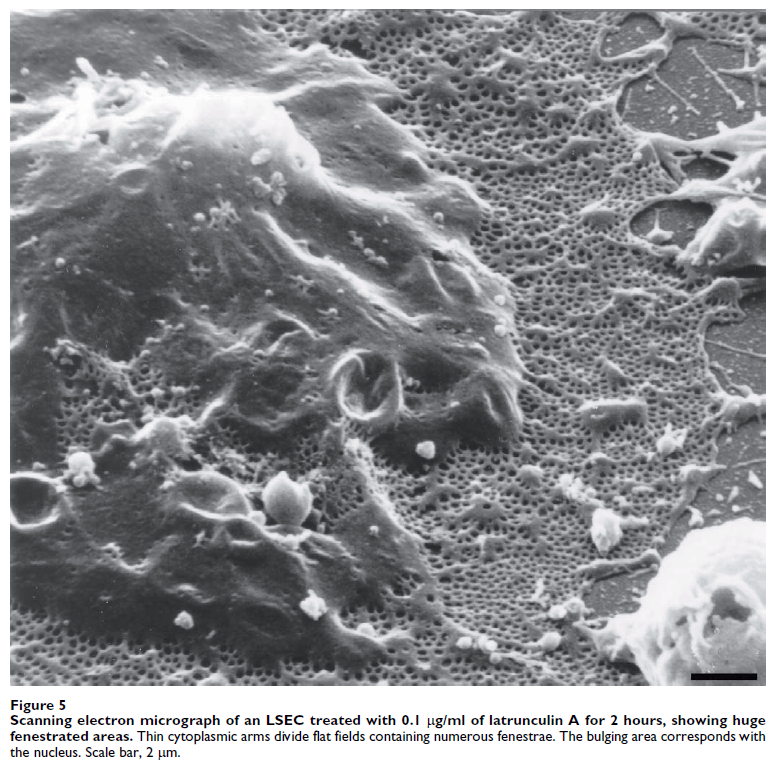 Figure 5
Scanning electron micrograph of an LSEC treated with 0.1 μg/ml of latrunculin A for 2 hours, showing huge
fenestrated areas. Thin cytoplasmic arms divide flat fields containing numerous fenestrae. The bulging area corresponds with
the nucleus. Scale bar, 2 μm.